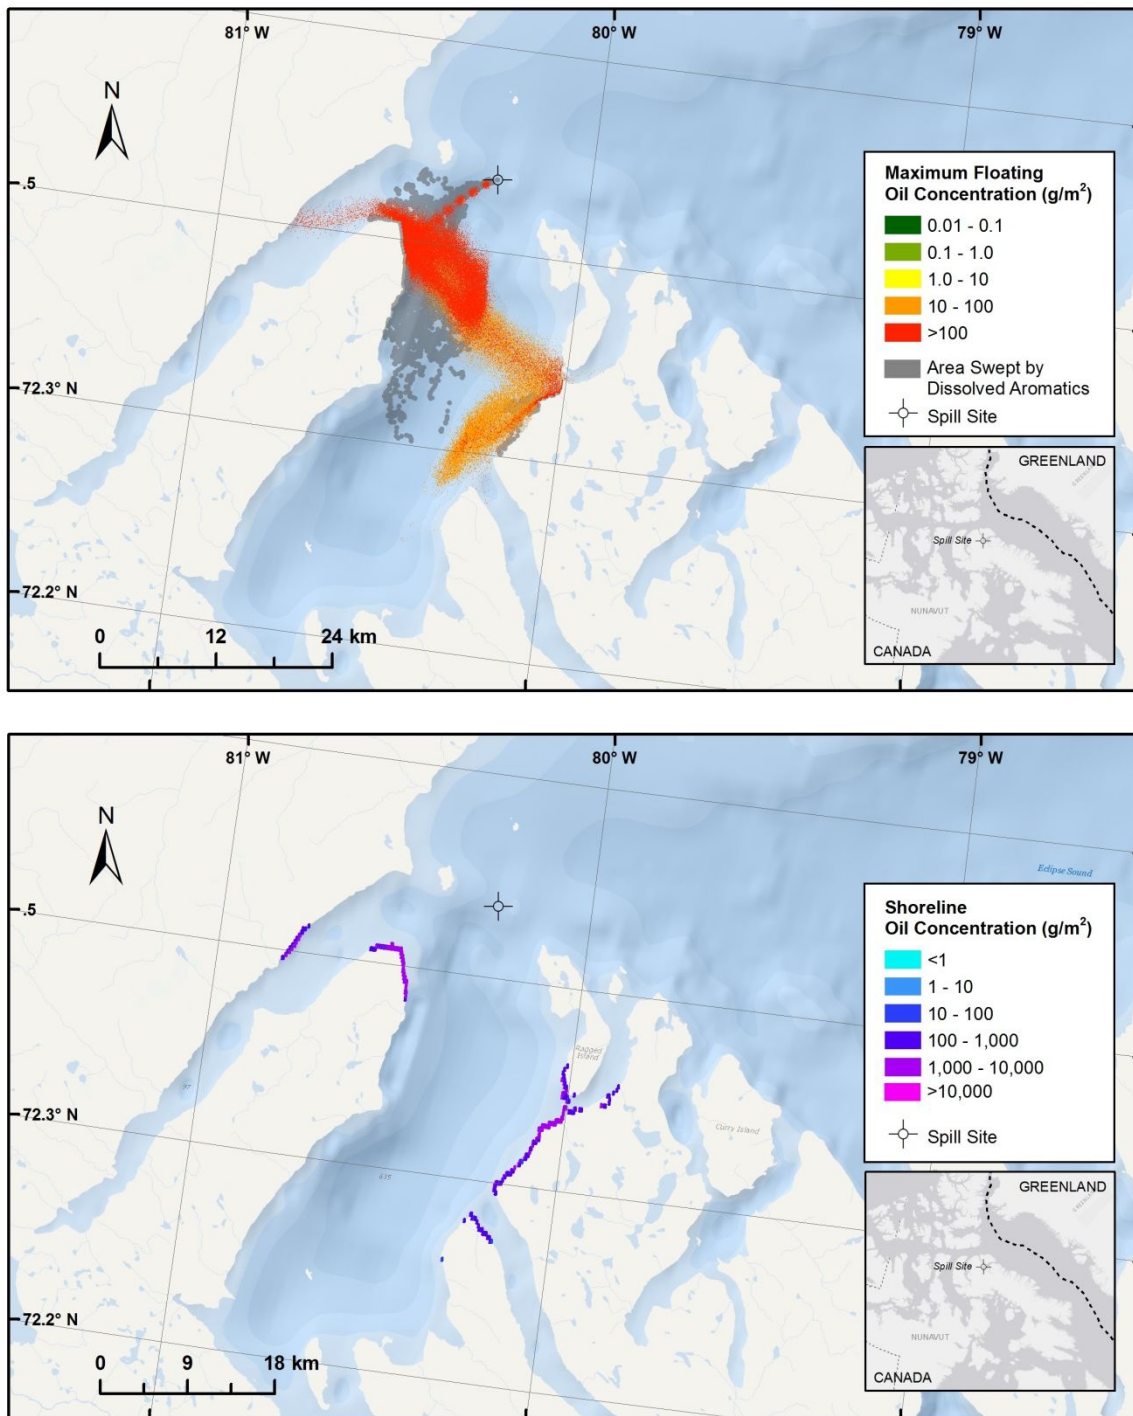 81° W
80° W
79° W
N
.5
72.3° N
72.2° N
0 12 24 km
Maximum Floating
Oil Concentration (g/m²)
0.01 - 0.1
0.1 - 1.0
1.0 - 10
10 - 100
>100
Area Swept by
Dissolved Aromatics
Spill Site
GREENLAND
Spill Site
NUNAVUT
CANADA
81° W
80° W
79° W
N
Eclipse Sound
.5
Ragged
Island
Curry Island
72.3° N
72.2° N
0 9 18 km
Shoreline
Oil Concentration (g/m²)
<1
1 - 10
10 - 100
100 - 1,000
1,000 - 10,000
>10,000
Spill Site
GREENLAND
Spill Site
NUNAVUT
CANADA